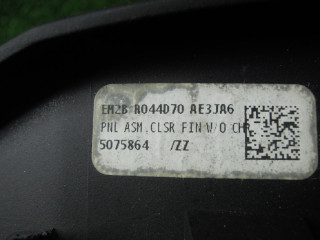 EM2B R044D70 AE3JA6
PNL ASM,CLSR FIN W/O CHR
5075864 /ZZ